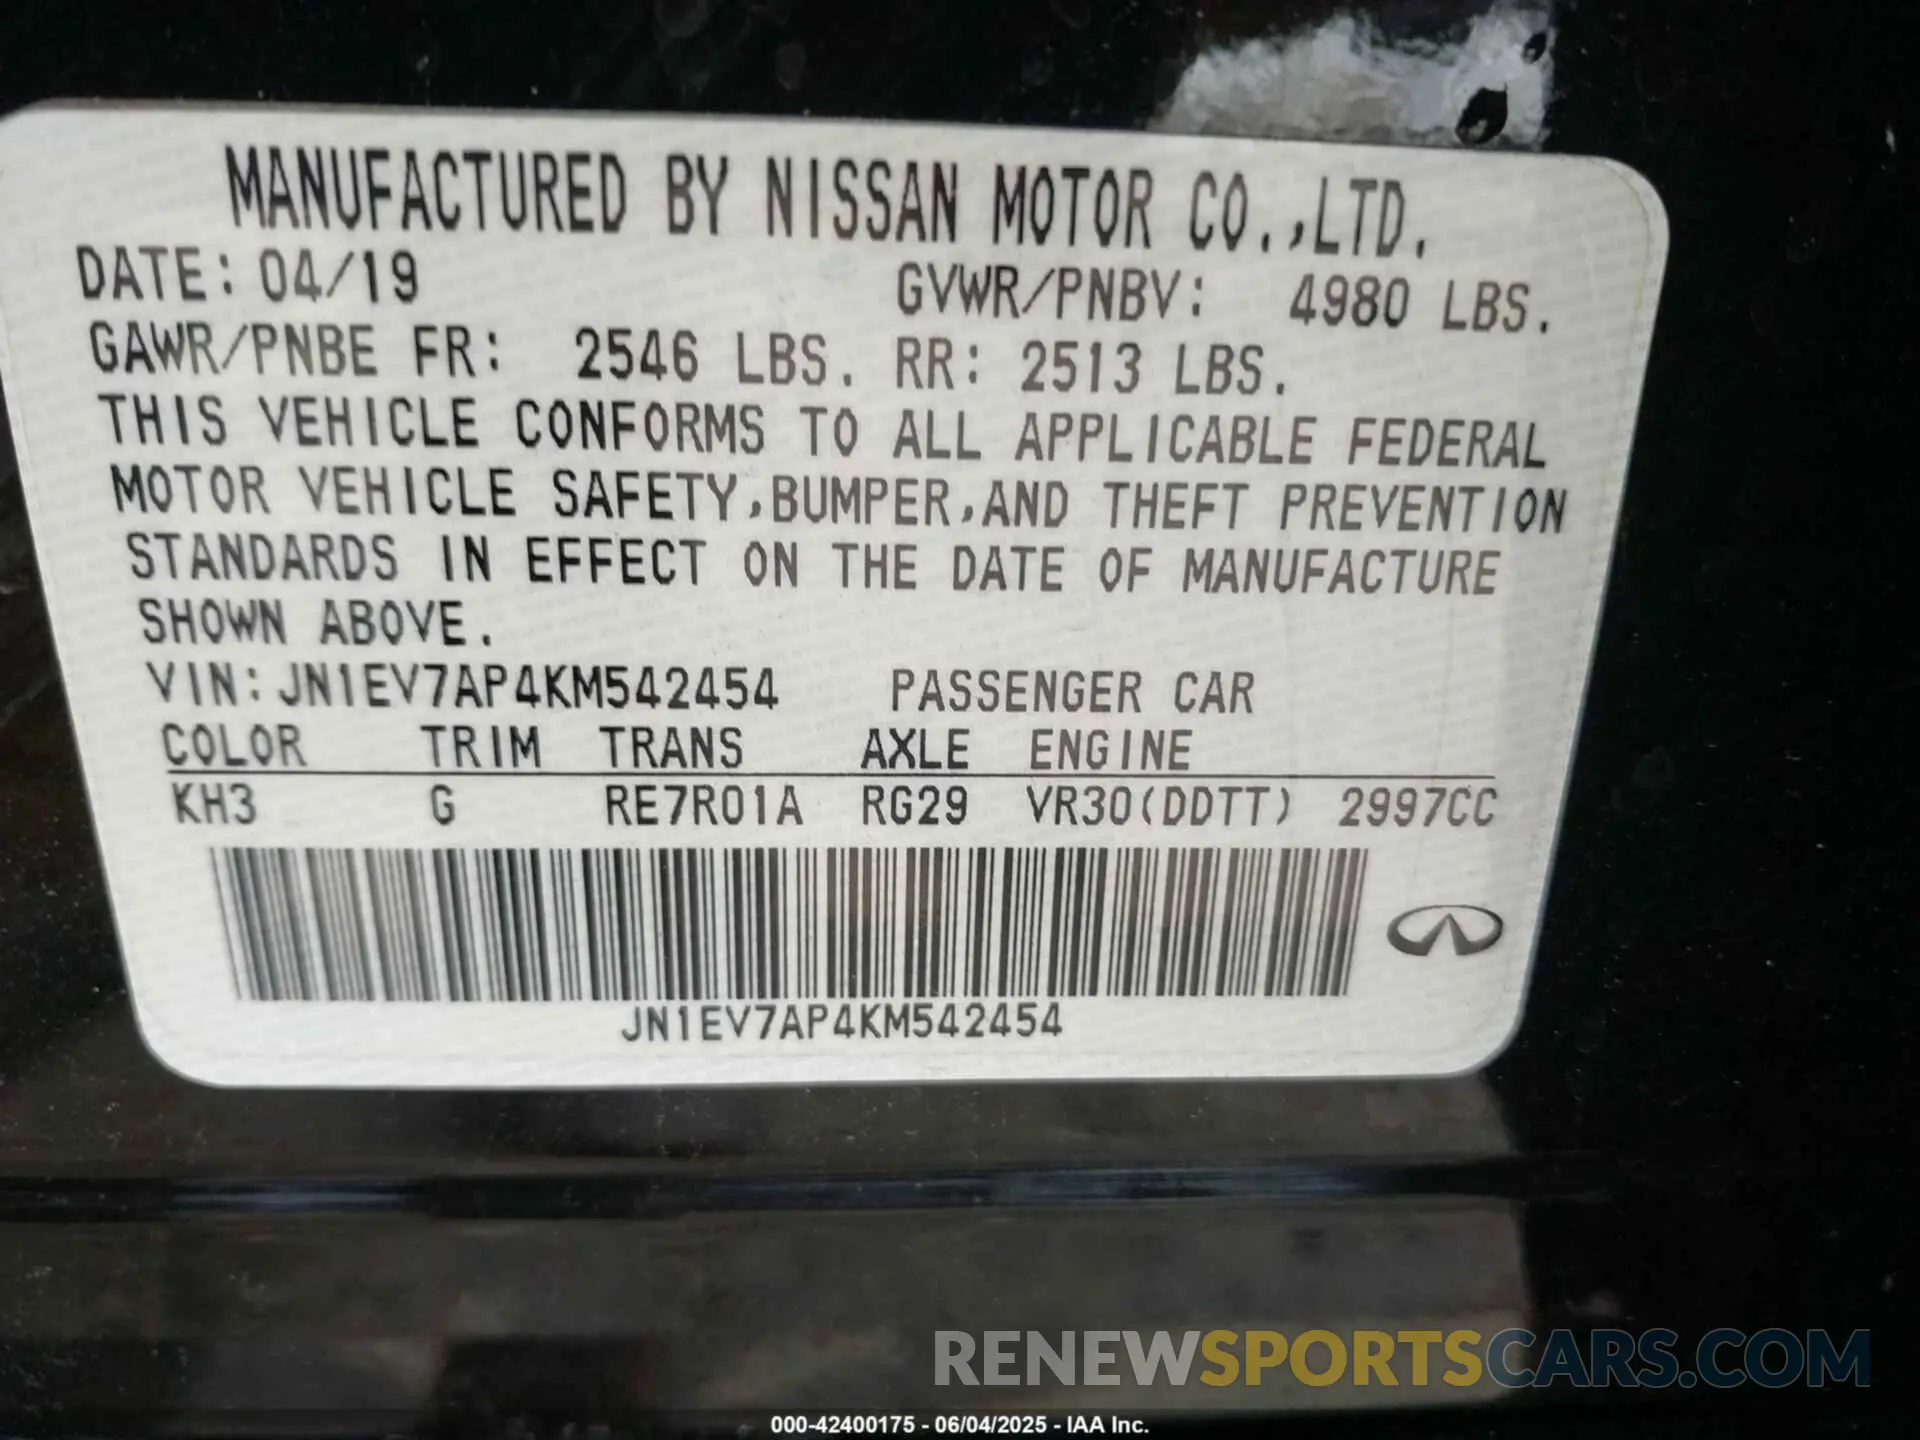 MANUFACTURED BY NISSAN MOTOR CO.,LTD.
DATE: 04/19 GVWR/PNBV: 4980 LBS.
GAWR/PNBE FR: 2546 LBS. RR: 2513 LBS.
THIS VEHICLE CONFORMS TO ALL APPLICABLE FEDERAL
MOTOR VEHICLE SAFETY,BUMPER,AND THEFT PREVENTION
STANDARDS IN EFFECT ON THE DATE OF MANUFACTURE
SHOWN ABOVE.
VIN:JN1EV7AP4KM542454 PASSENGER CAR
COLOR TRIM TRANS AXLE ENGINE
KH3 G RE7R01A RG29 VR30(DDTT) 2997CC
JN1EV7AP4KM542454
RENEWSPORTSCARS.COM
000-42400175 - 06/04/2025 - IAA Inc.